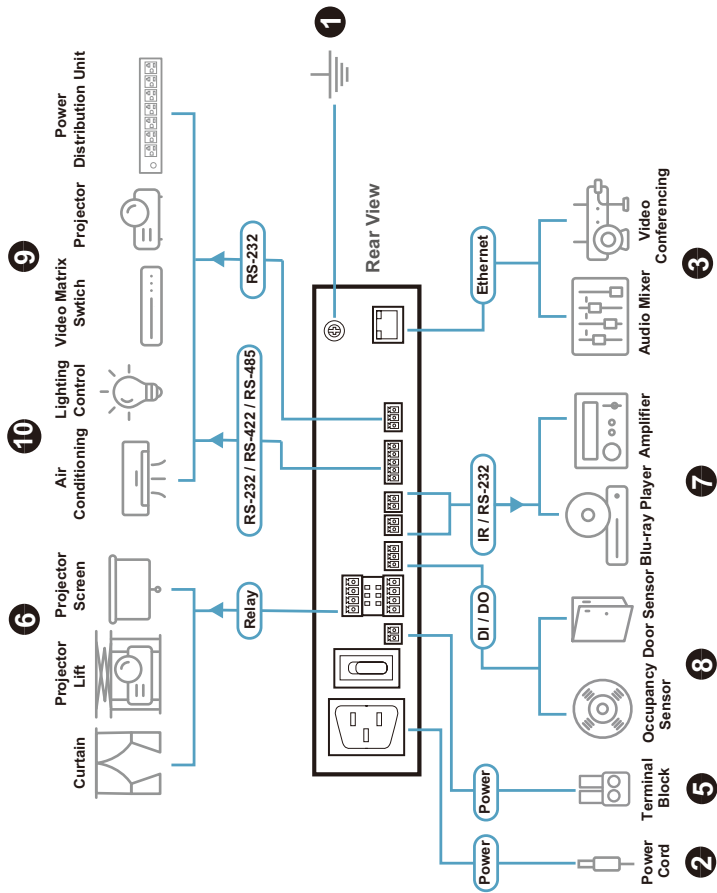 6
10
9
Curtain
Projector
Lift
Projector
Screen
Air
Conditioning
Lighting
Control
Video Matrix
Swtich
Projector
Power
Distribution Unit
Relay
RS-232 / RS-422 / RS-485
RS-232
1
Rear View
Power
Power
DI / DO
IR / RS-232
Ethernet
Power
Cord
Terminal
Block
Occupancy
Sensor
Door Sensor
Blu-ray Player
Amplifier
Audio Mixer
Video
Conferencing
2
5
8
7
3